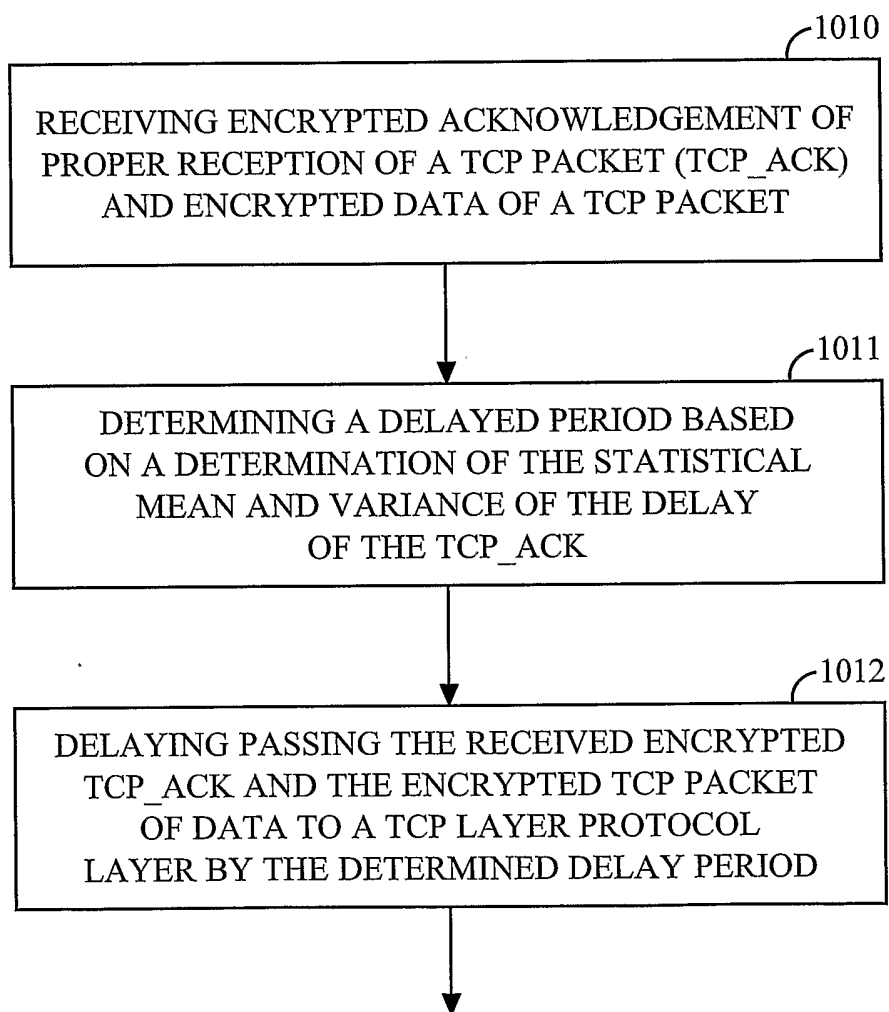 1010
RECEIVING ENCRYPTED ACKNOWLEDGEMENT OF
PROPER RECEPTION OF A TCP PACKET (TCP_ACK)
AND ENCRYPTED DATA OF A TCP PACKET
1011
DETERMINING A DELAYED PERIOD BASED
ON A DETERMINATION OF THE STATISTICAL
MEAN AND VARIANCE OF THE DELAY
OF THE TCP_ACK
1012
DELAYING PASSING THE RECEIVED ENCRYPTED
TCP_ACK AND THE ENCRYPTED TCP PACKET
OF DATA TO A TCP LAYER PROTOCOL
LAYER BY THE DETERMINED DELAY PERIOD